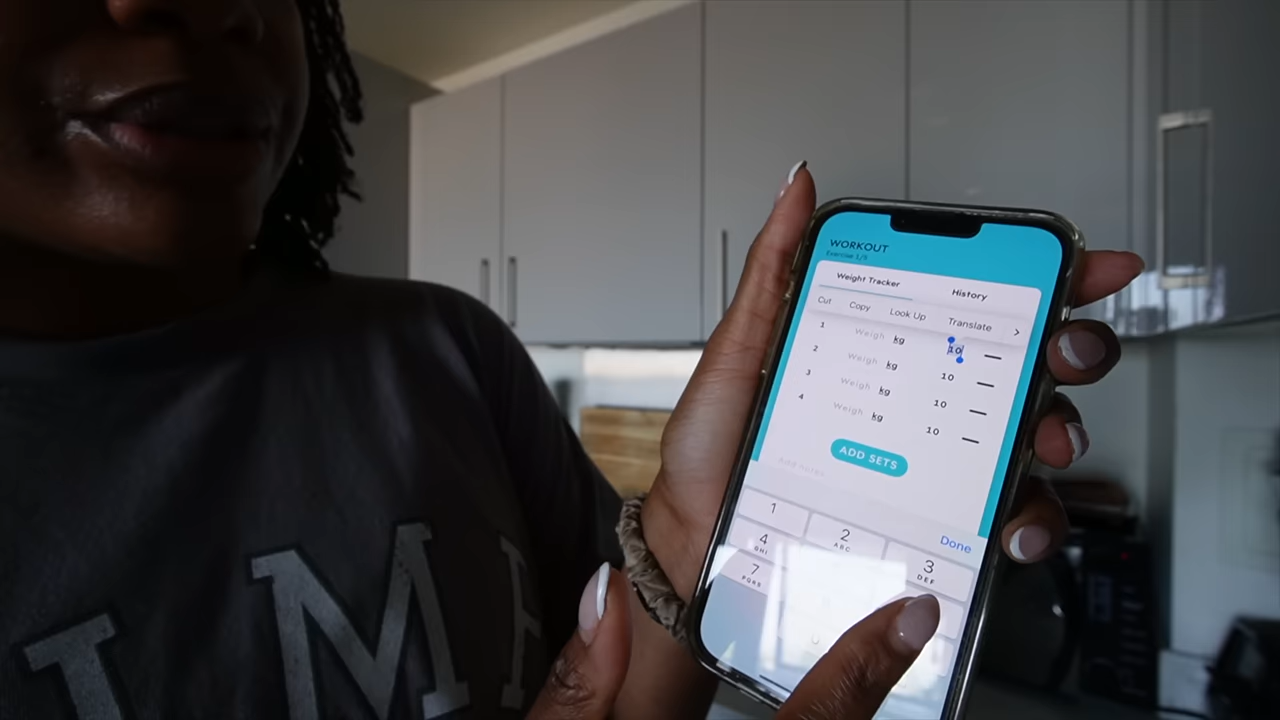 WORKOUT
Exercise 1/5
Weight Tracker History
Cut Copy Look Up Translate >
1 Weigh kg 10
2 Weigh kg 10
3 Weigh kg 10
4 Weigh kg 10
ADD SETS
Add notes
Done
1
2 ABC
3 DEF
4 GHI
7 PQRS